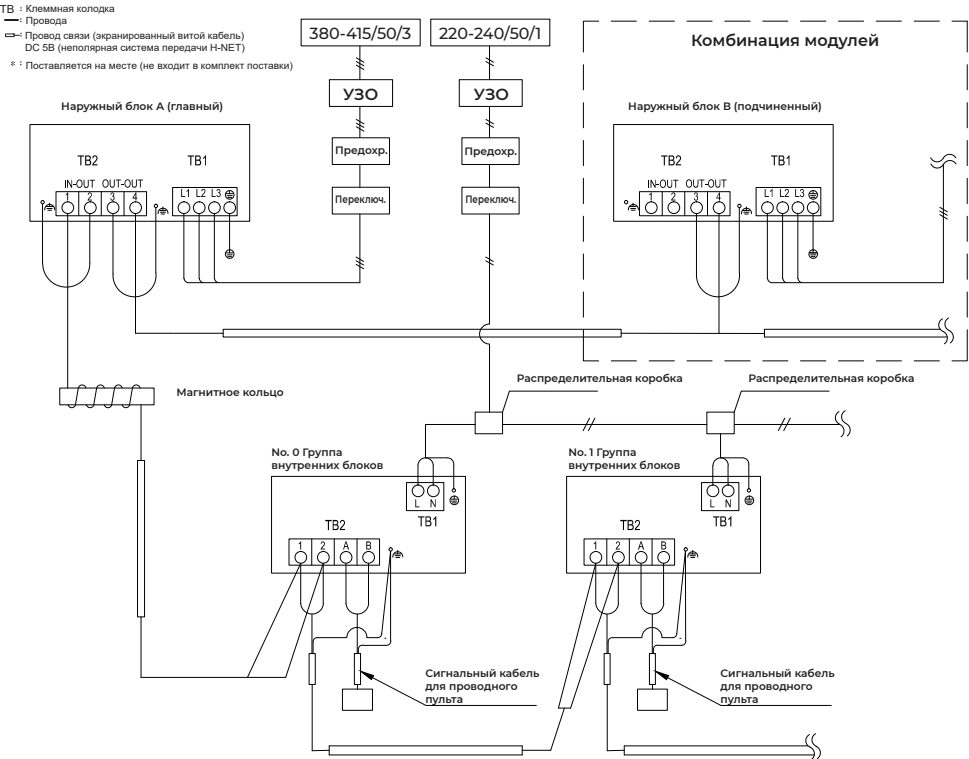 TB : Клеммная колодка
: Провода
: Провод связи (экранированный витой кабель)
DC 5В (неполярная система передачи H-NET)
* : Поставляется на месте (не входит в комплект поставки)
380-415/50/3
220-240/50/1
УЗО
УЗО
Предохр.
Предохр.
Переключ.
Переключ.
Комбинация модулей
Наружный блок A (главный)
TB2
TB1
IN-OUT OUT-OUT
1 2 3 4
L1 L2 L3
Наружный блок B (подчиненный)
TB2
TB1
IN-OUT OUT-OUT
1 2 3 4
L1 L2 L3
Магнитное кольцо
Распределительная коробка
Распределительная коробка
No. 0 Группа
внутренних блоков
L N
TB1
TB2
1 2 A B
No. 1 Группа
внутренних блоков
L N
TB1
TB2
1 2 A B
Сигнальный кабель
для проводного
пульта
Сигнальный кабель
для проводного
пульта